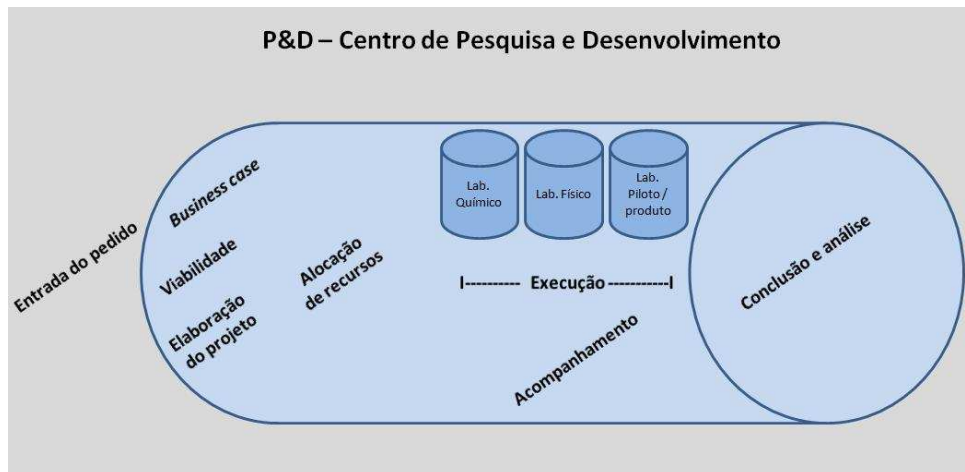 P&D – Centro de Pesquisa e Desenvolvimento
Entrada do pedido
Business case
Viabilidade
Elaboração
do projeto
Alocação
de recursos
Lab.
Químico
Lab. Físico
Lab.
Piloto /
produto
I---------- Execução -----------I
Acompanhamento
Conclusão e análise